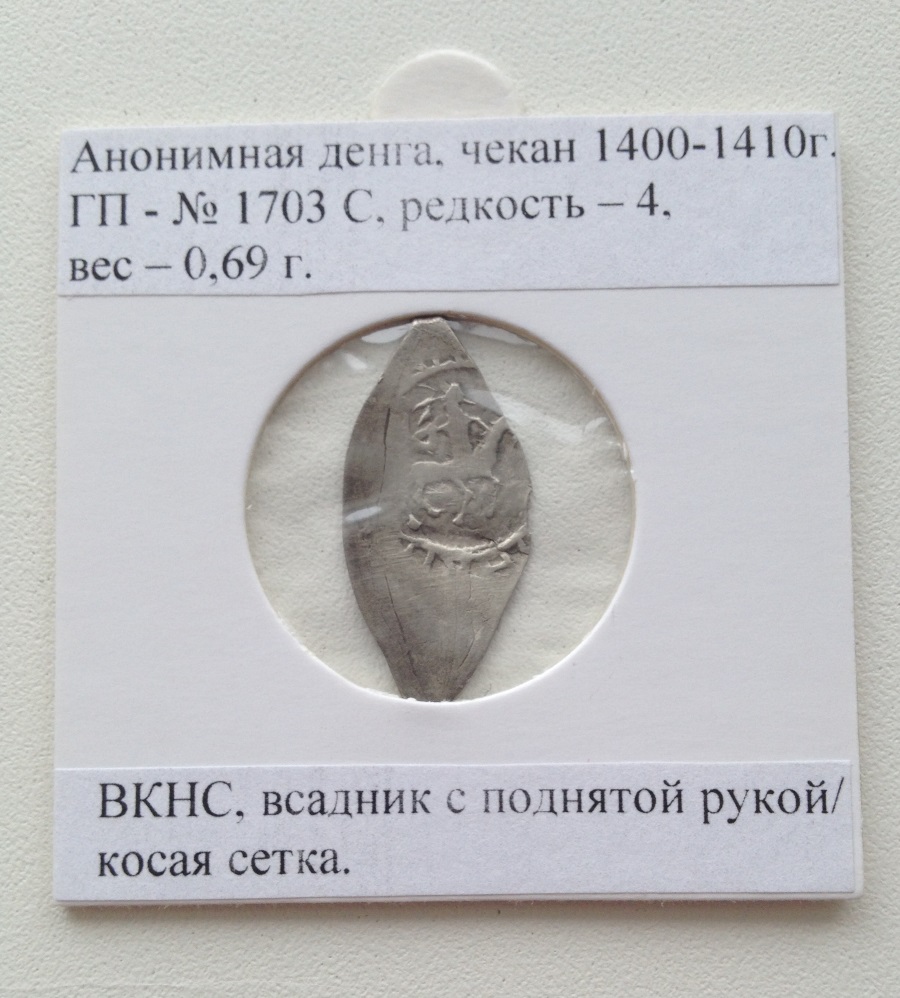 Анонимная денга, чекан 1400-1410г.
ГП - № 1703 С, редкость – 4,
вес – 0,69 г.
ВКНС, всадник с поднятой рукой/
косая сетка.